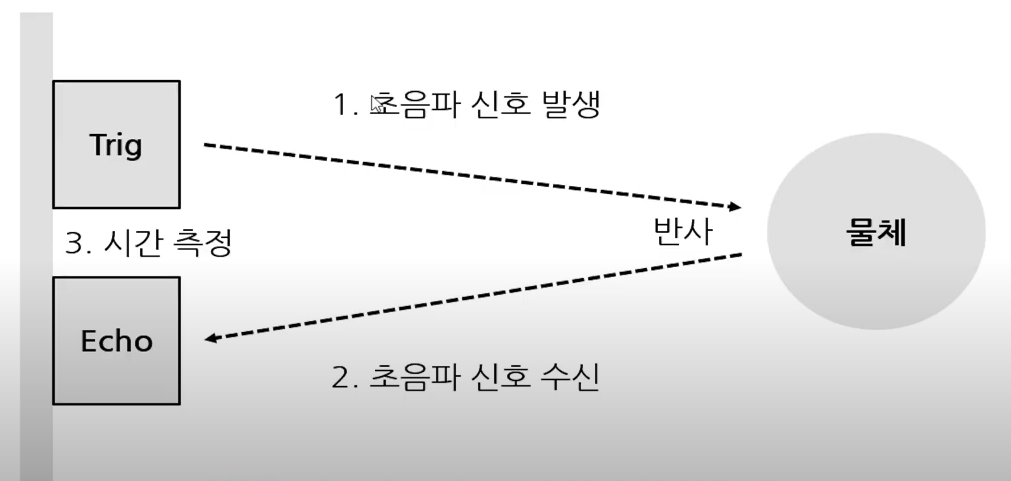 1. 초음파 신호 발생
Trig
반사
물체
3. 시간 측정
Echo
2. 초음파 신호 수신